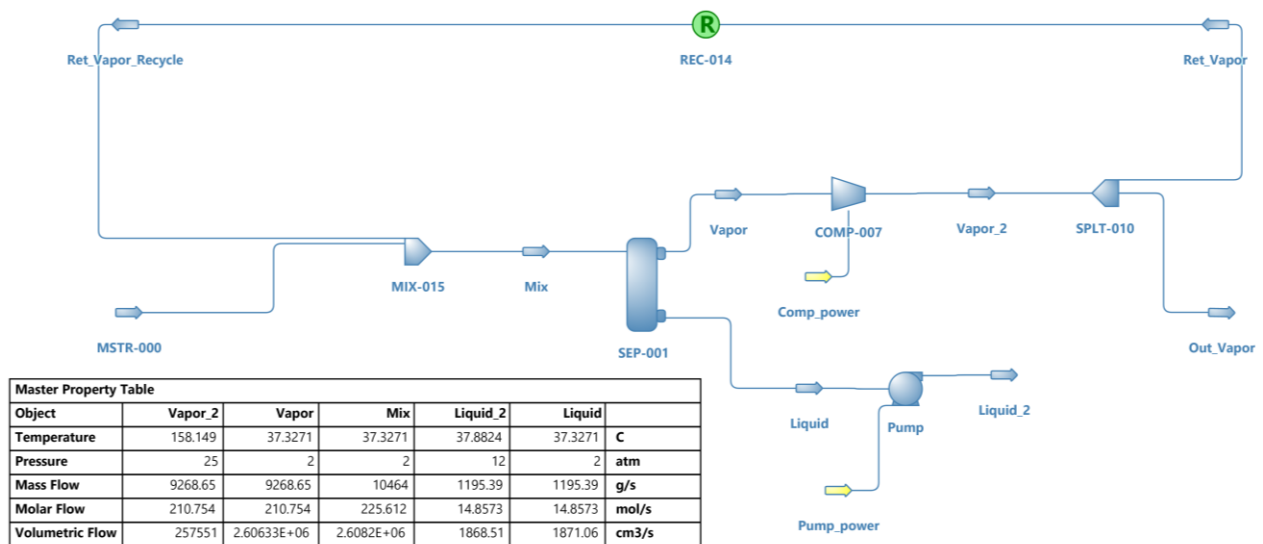 R
Ret_Vapor_Recycle
REC-014
Ret_Vapor
Vapor
COMP-007
Vapor_2
SPLT-010
MIX-015
Mix
Comp_power
MSTR-000
SEP-001
Out_Vapor
Liquid
Pump
Liquid_2
Pump_power
Master Property Table
Object Vapor_2 Vapor Mix Liquid_2 Liquid
Temperature 158.149 37.3271 37.3271 37.8824 37.3271 C
Pressure 25 2 2 12 2 atm
Mass Flow 9268.65 9268.65 10464 1195.39 1195.39 g/s
Molar Flow 210.754 210.754 225.612 14.8573 14.8573 mol/s
Volumetric Flow 257551 2.60633E+06 2.6082E+06 1868.51 1871.06 cm3/s